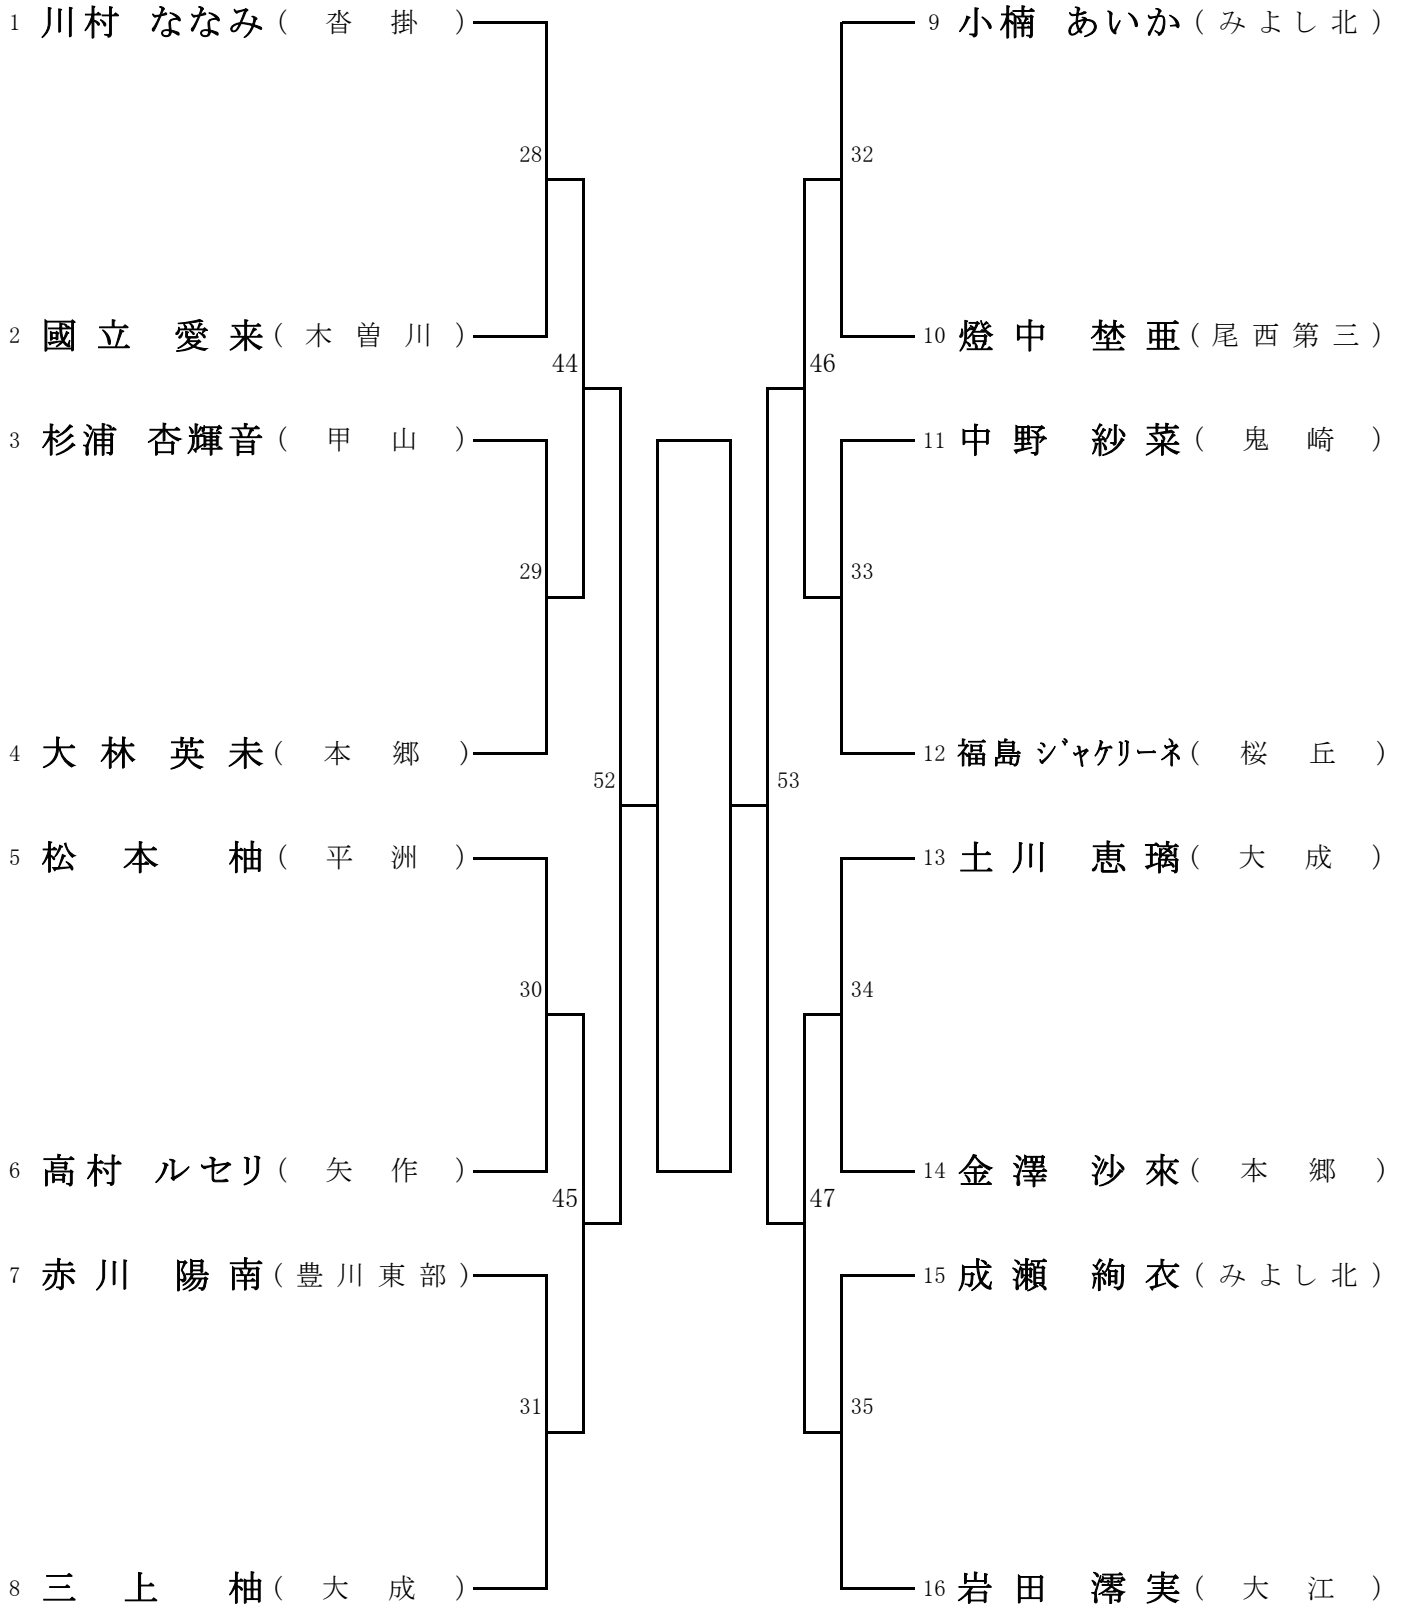 1 川村 ななみ ( 沓掛 )
28
2 國立 愛来 ( 木曽川 )
44
3 杉浦 杏輝音 ( 甲山 )
29
4 大林 英未 ( 本郷 )
52
5 松本 柚 ( 平洲 )
30
6 高村 ルセリ ( 矢作 )
45
7 赤川 陽南 ( 豊川東部 )
31
8 三上 柚 ( 大成 )
9 小楠 あいか ( みよし北 )
32
10 燈中 埜亜 ( 尾西第三 )
46
11 中野 紗菜 ( 鬼崎 )
33
12 福島 ジャケリーネ ( 桜丘 )
53
13 土川 恵璃 ( 大成 )
34
14 金澤 沙來 ( 本郷 )
47
15 成瀬 絢衣 ( みよし北 )
35
16 岩田 澪実 ( 大江 )